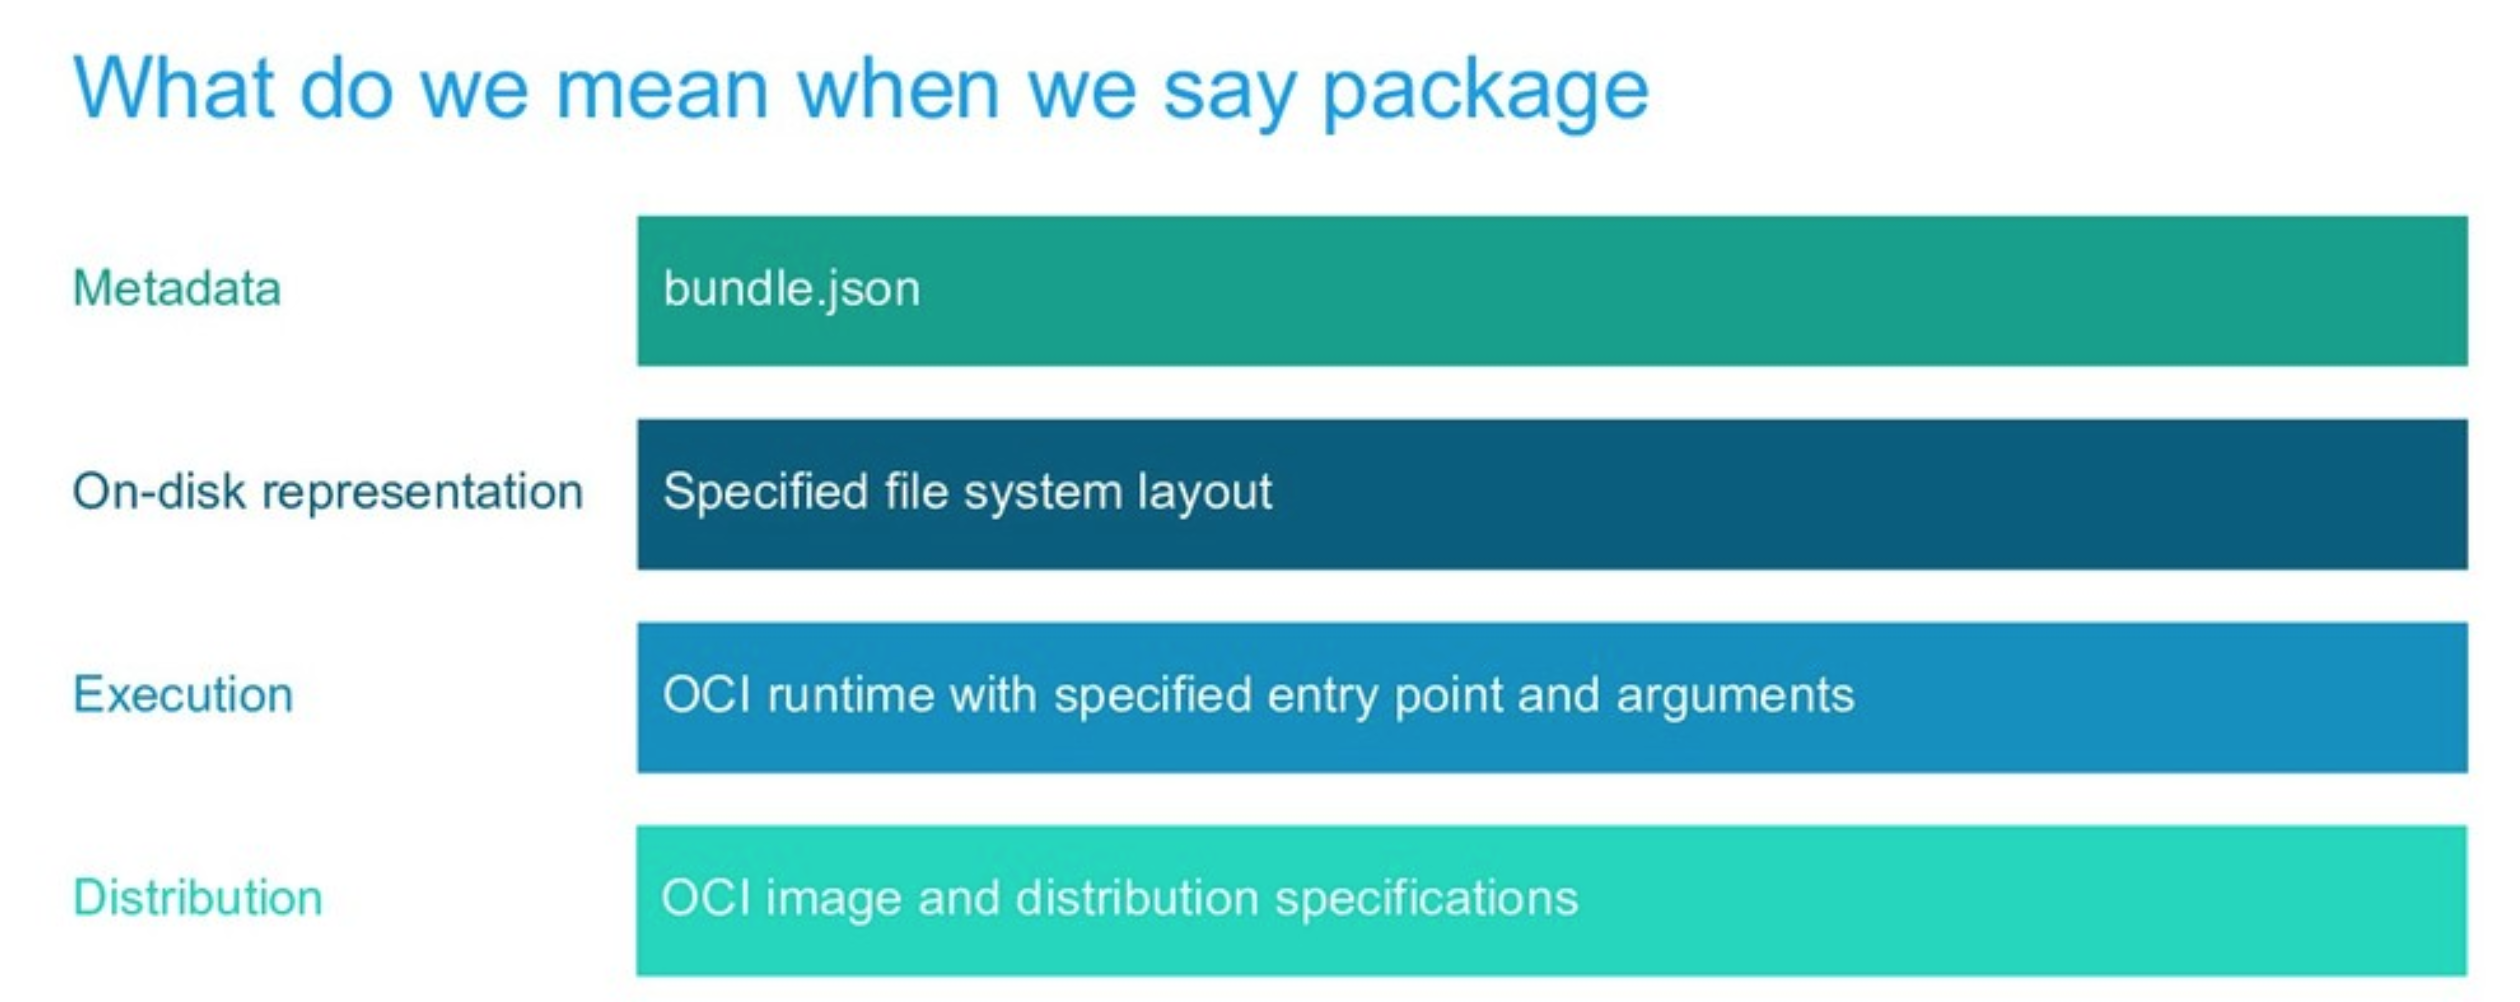 What do we mean when we say package
Metadata
bundle.json
On-disk representation
Specified file system layout
Execution
OCI runtime with specified entry point and arguments
Distribution
OCI image and distribution specifications